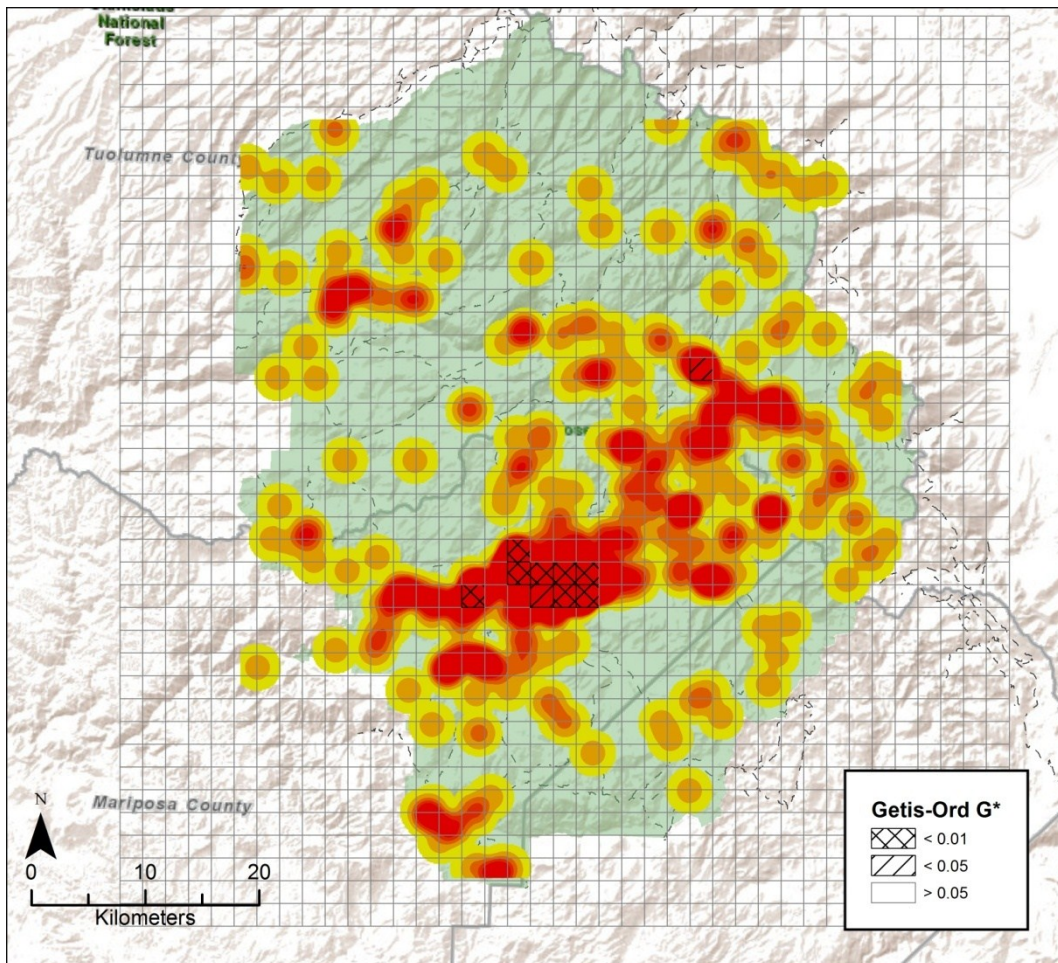 National
Forest
Tuolumne County
Mariposa County
N
0 10 20
Kilometers
Getis-Ord G*
< 0.01
< 0.05
> 0.05